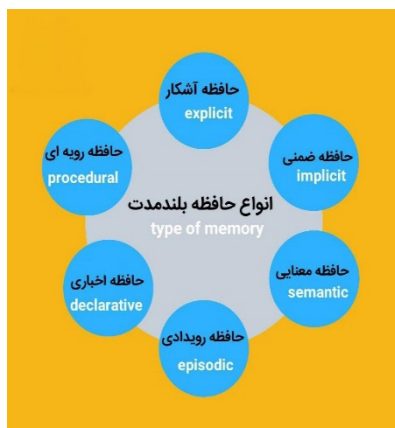 حافظه آشکار
explicit
حافظه ضمنی
implicit
حافظه معنایی
semantic
حافظه رویدادی
episodic
حافظه اخباری
declarative
حافظه رویه ای
procedural
انواع حافظه بلندمدت
type of memory